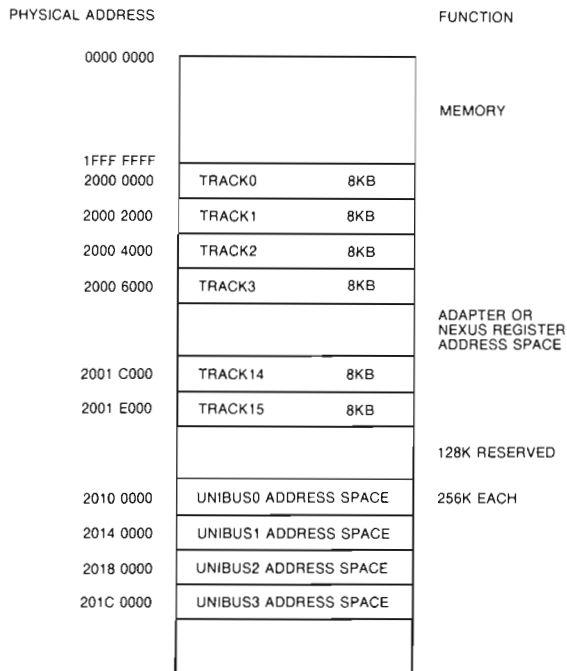 PHYSICAL ADDRESS FUNCTION
0000 0000
MEMORY
1FFF FFFF
2000 0000 TRACK0 8KB
2000 2000 TRACK1 8KB
2000 4000 TRACK2 8KB
2000 6000 TRACK3 8KB
ADAPTER OR
NEXUS REGISTER
ADDRESS SPACE
2001 C000 TRACK14 8KB
2001 E000 TRACK15 8KB
128K RESERVED
2010 0000 UNIBUS0 ADDRESS SPACE 256K EACH
2014 0000 UNIBUS1 ADDRESS SPACE
2018 0000 UNIBUS2 ADDRESS SPACE
201C 0000 UNIBUS3 ADDRESS SPACE